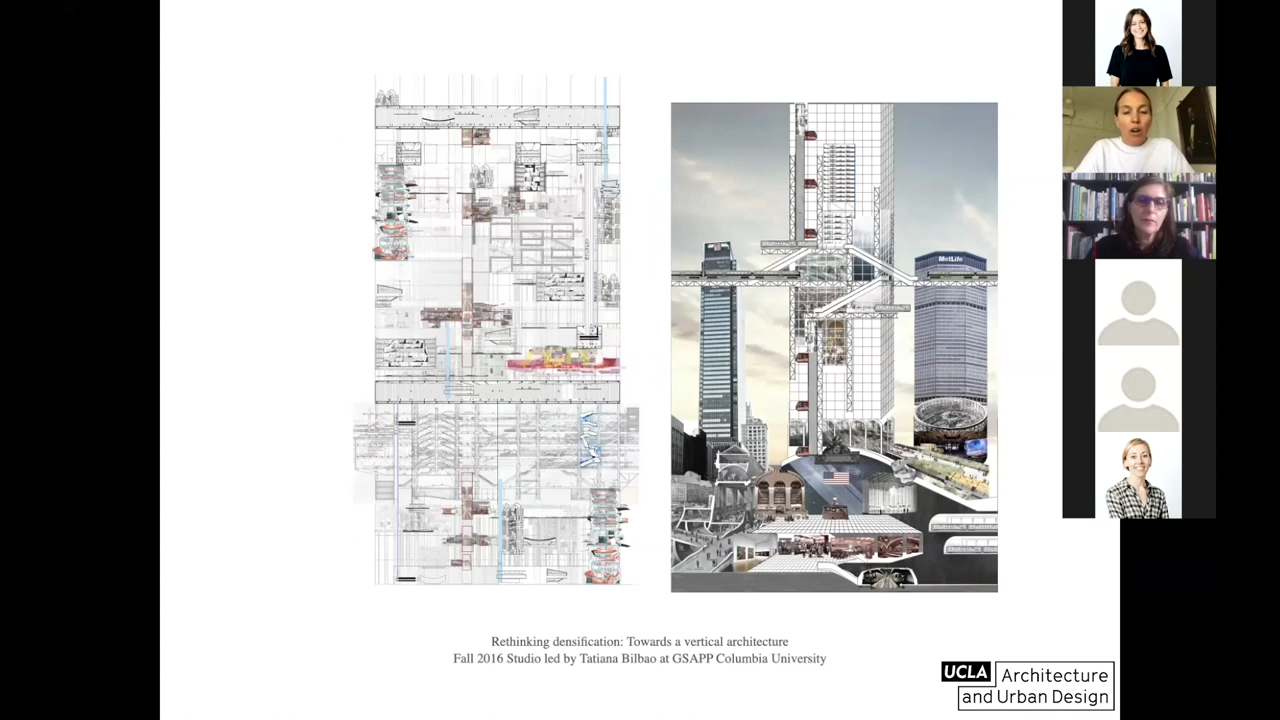 MetLife
Rethinking densification: Towards a vertical architecture
Fall 2016 Studio led by Tatiana Bilbao at GSAPP Columbia University
UCLA Architecture
and Urban Design